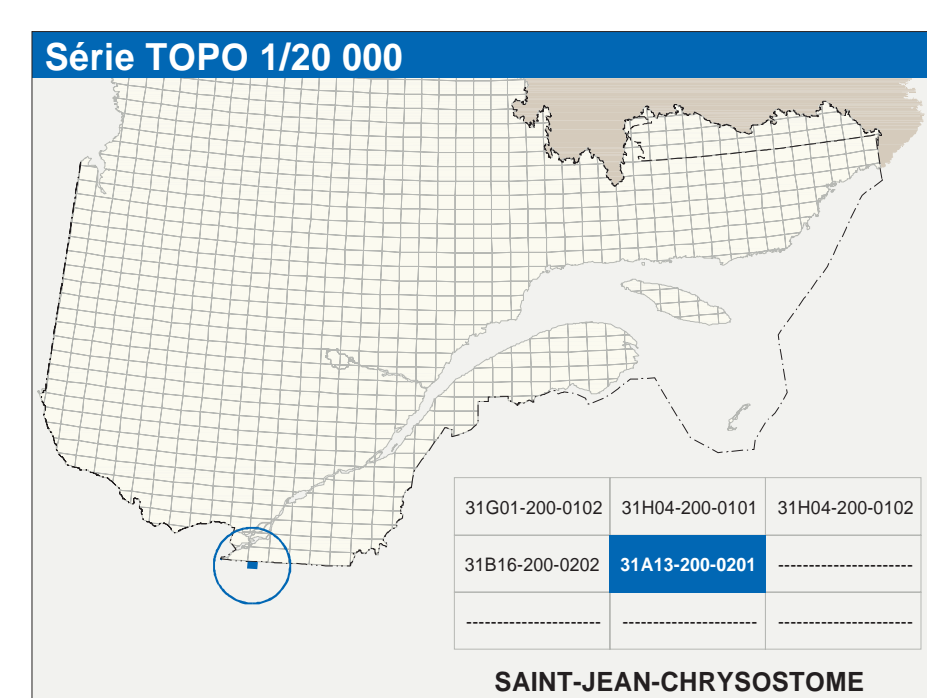 Série TOPO 1/20 000
31G01-200-0102 31H04-200-0101 31H04-200-0102
31B16-200-0202 31A13-200-0201 ----------------------
---------------------- ---------------------- ----------------------
SAINT-JEAN-CHRYSOSTOME